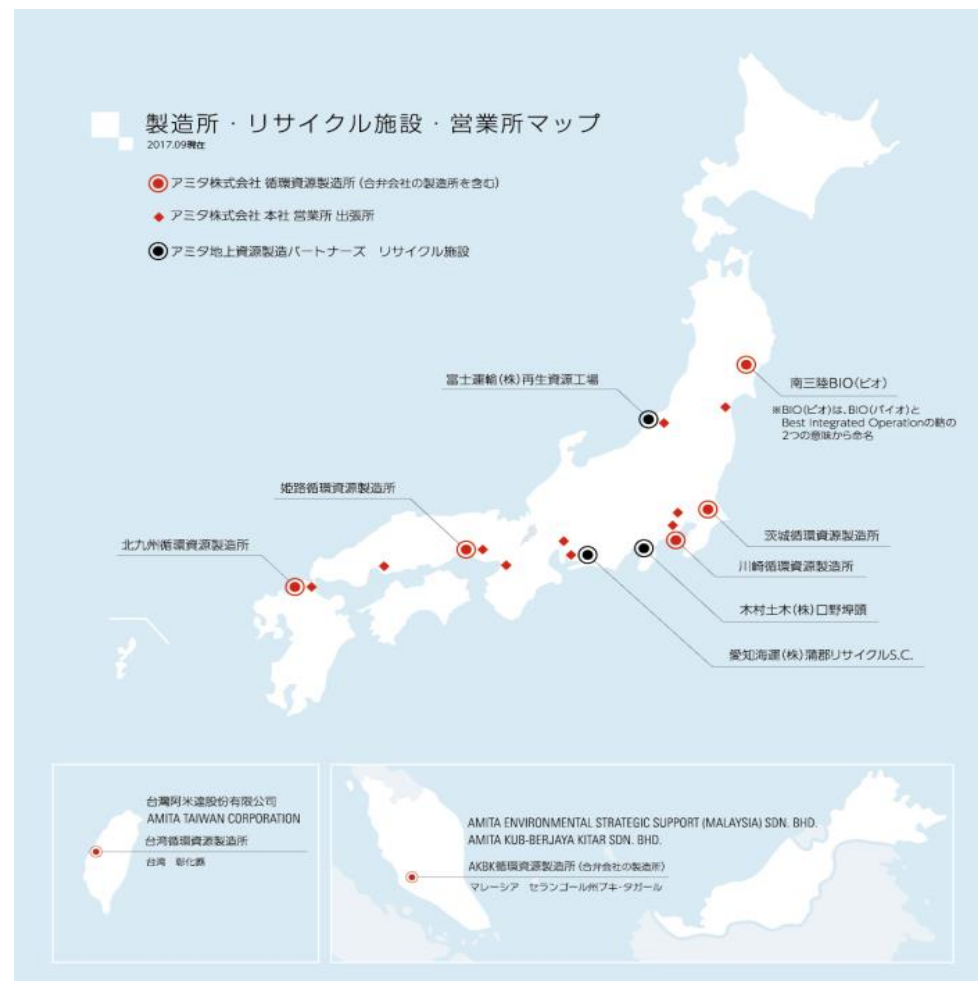 製造所・リサイクル施設・営業所マップ
2017.09現在
アミタ株式会社 循環資源製造所（合弁会社の製造所を含む）
アミタ株式会社 本社 営業所 出張所
アミタ地上資源製造パートナーズ　リサイクル施設
富士運輸(株)再生資源工場
南三陸BIO(ビオ)
※BIO(ビオ)は、BIO(バイオ)と
Best Integrated Operationの略の
2つの意味から命名
姫路循環資源製造所
北九州循環資源製造所
茨城循環資源製造所
川崎循環資源製造所
木村土木(株)口野埠頭
愛知海運(株)蒲郡リサイクルS.C.
台灣阿米達股份有限公司
AMITA TAIWAN CORPORATION
台湾循環資源製造所
台湾　彰化縣
AMITA ENVIRONMENTAL STRATEGIC SUPPORT (MALAYSIA) SDN. BHD.
AMITA KUB-BERJAYA KITAR SDN. BHD.
AKBK循環資源製造所（合弁会社の製造所）
マレーシア　セランゴール州ブキ・タガール